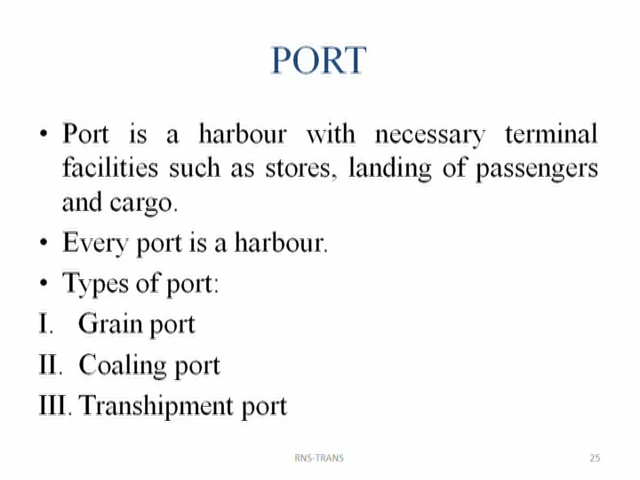 PORT
• Port is a harbour with necessary terminal
facilities such as stores, landing of passengers
and cargo.
• Every port is a harbour.
• Types of port:
I. Grain port
II. Coaling port
III. Transhipment port
RNS-TRANS 25